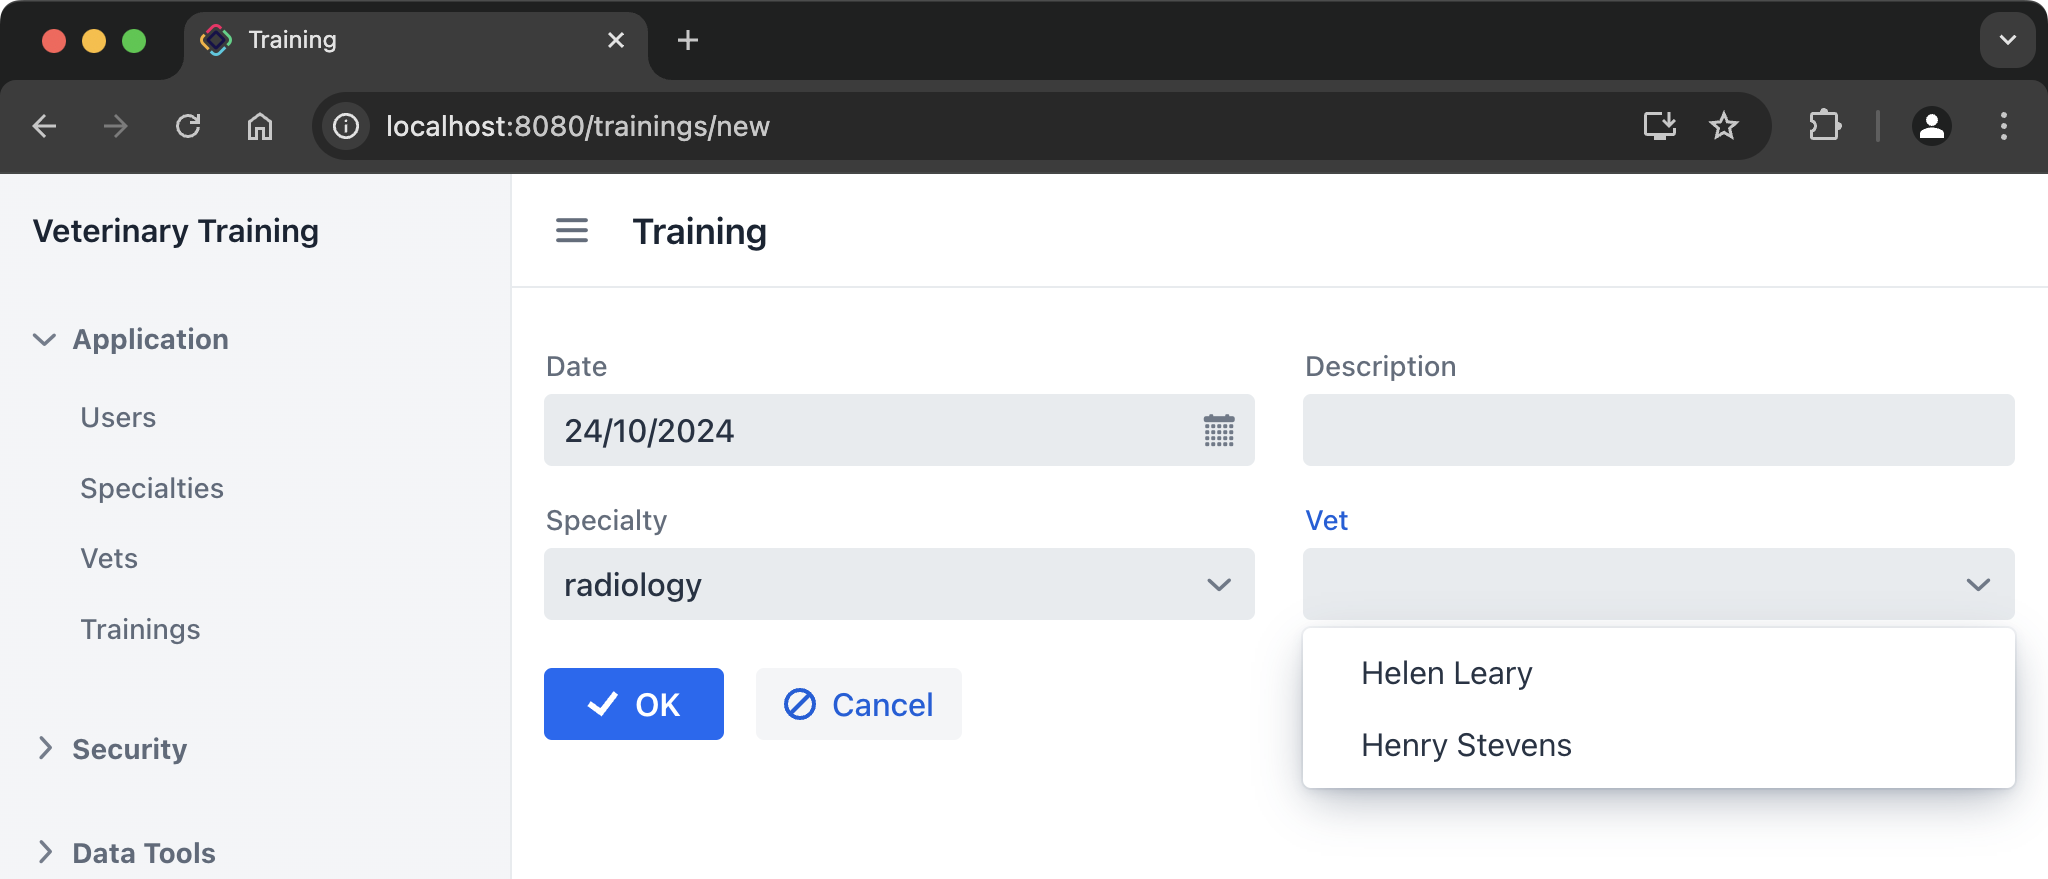 Training
localhost:8080/trainings/new
Veterinary Training
Training
Application
Users
Specialties
Vets
Trainings
Security
Data Tools
Date
Description
24/10/2024
Specialty
Vet
radiology
OK
Cancel
Helen Leary
Henry Stevens